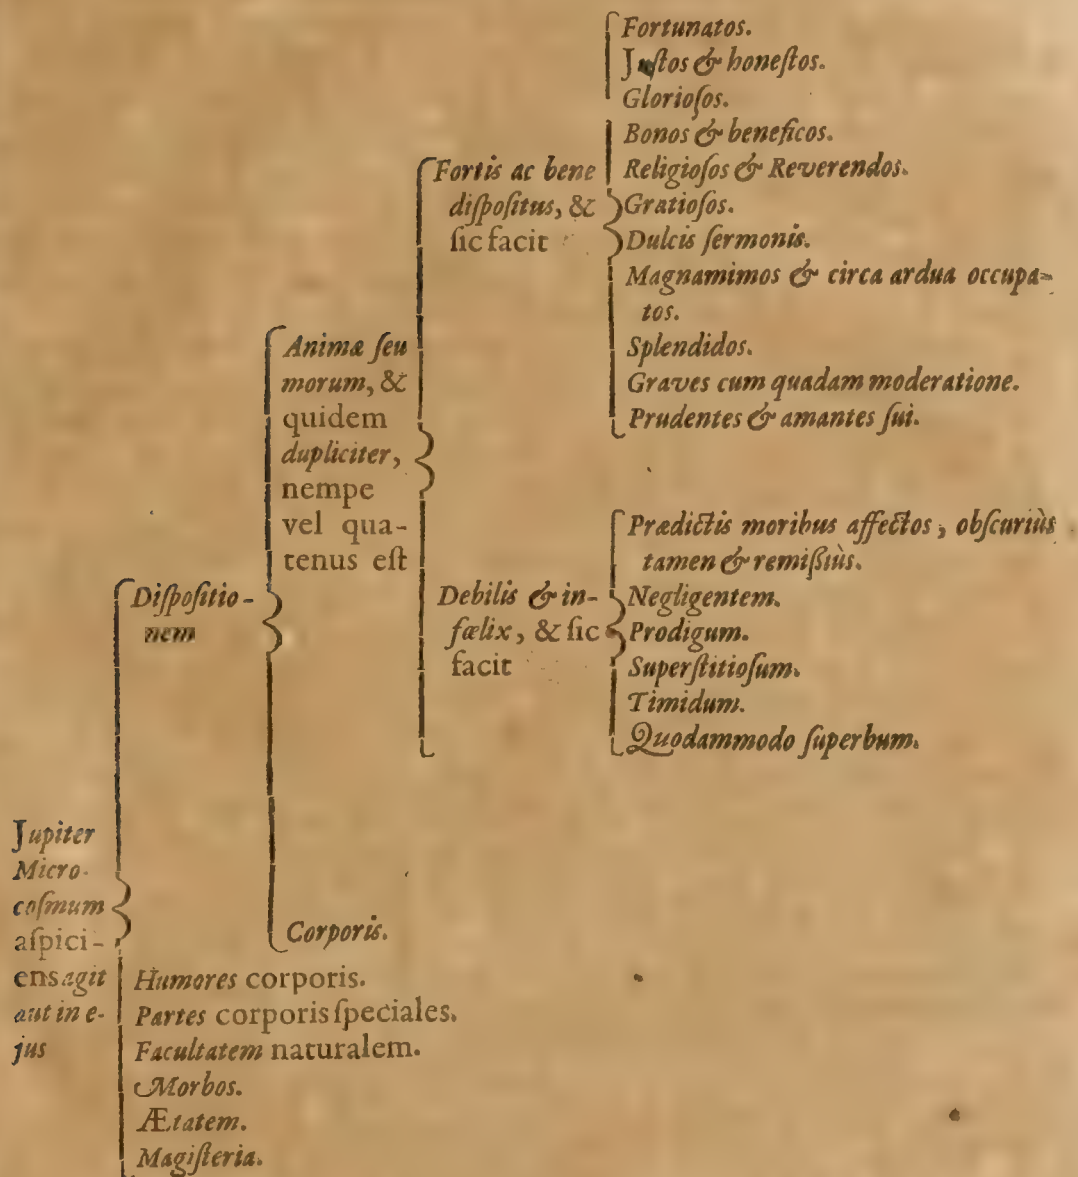 Jupiter
Micro-
coſmum
aſpici-
ens agit
aut in e-
jus
Diſpoſitio-
nem
Animæ ſeu
morum, &
quidem
dupliciter,
nempe
vel qua-
tenus eſt
Fortis ac bene
diſpoſitus, &
ſic facit
Fortunatos.
Juſtos & honeſtos.
Glorioſos.
Bonos & beneficos.
Religioſos & Reverendos.
Gratioſos.
Dulcis ſermonis.
Magnamimos & circa ardua occupa-
tos.
Splendidos.
Graves cum quadam moderatione.
Prudentes & amantes ſui.
Debilis & in-
fælix, & ſic
facit
Prædictis moribus affectos, obſcuriùs
tamen & remiſſiùs.
Negligentem.
Prodigum.
Superſtitioſum.
Timidum.
Quodammodo ſuperbum.
Corporis.
Humores corporis.
Partes corporis ſpeciales.
Facultatem naturalem.
Morbos.
Ætatem.
Magiſteria.